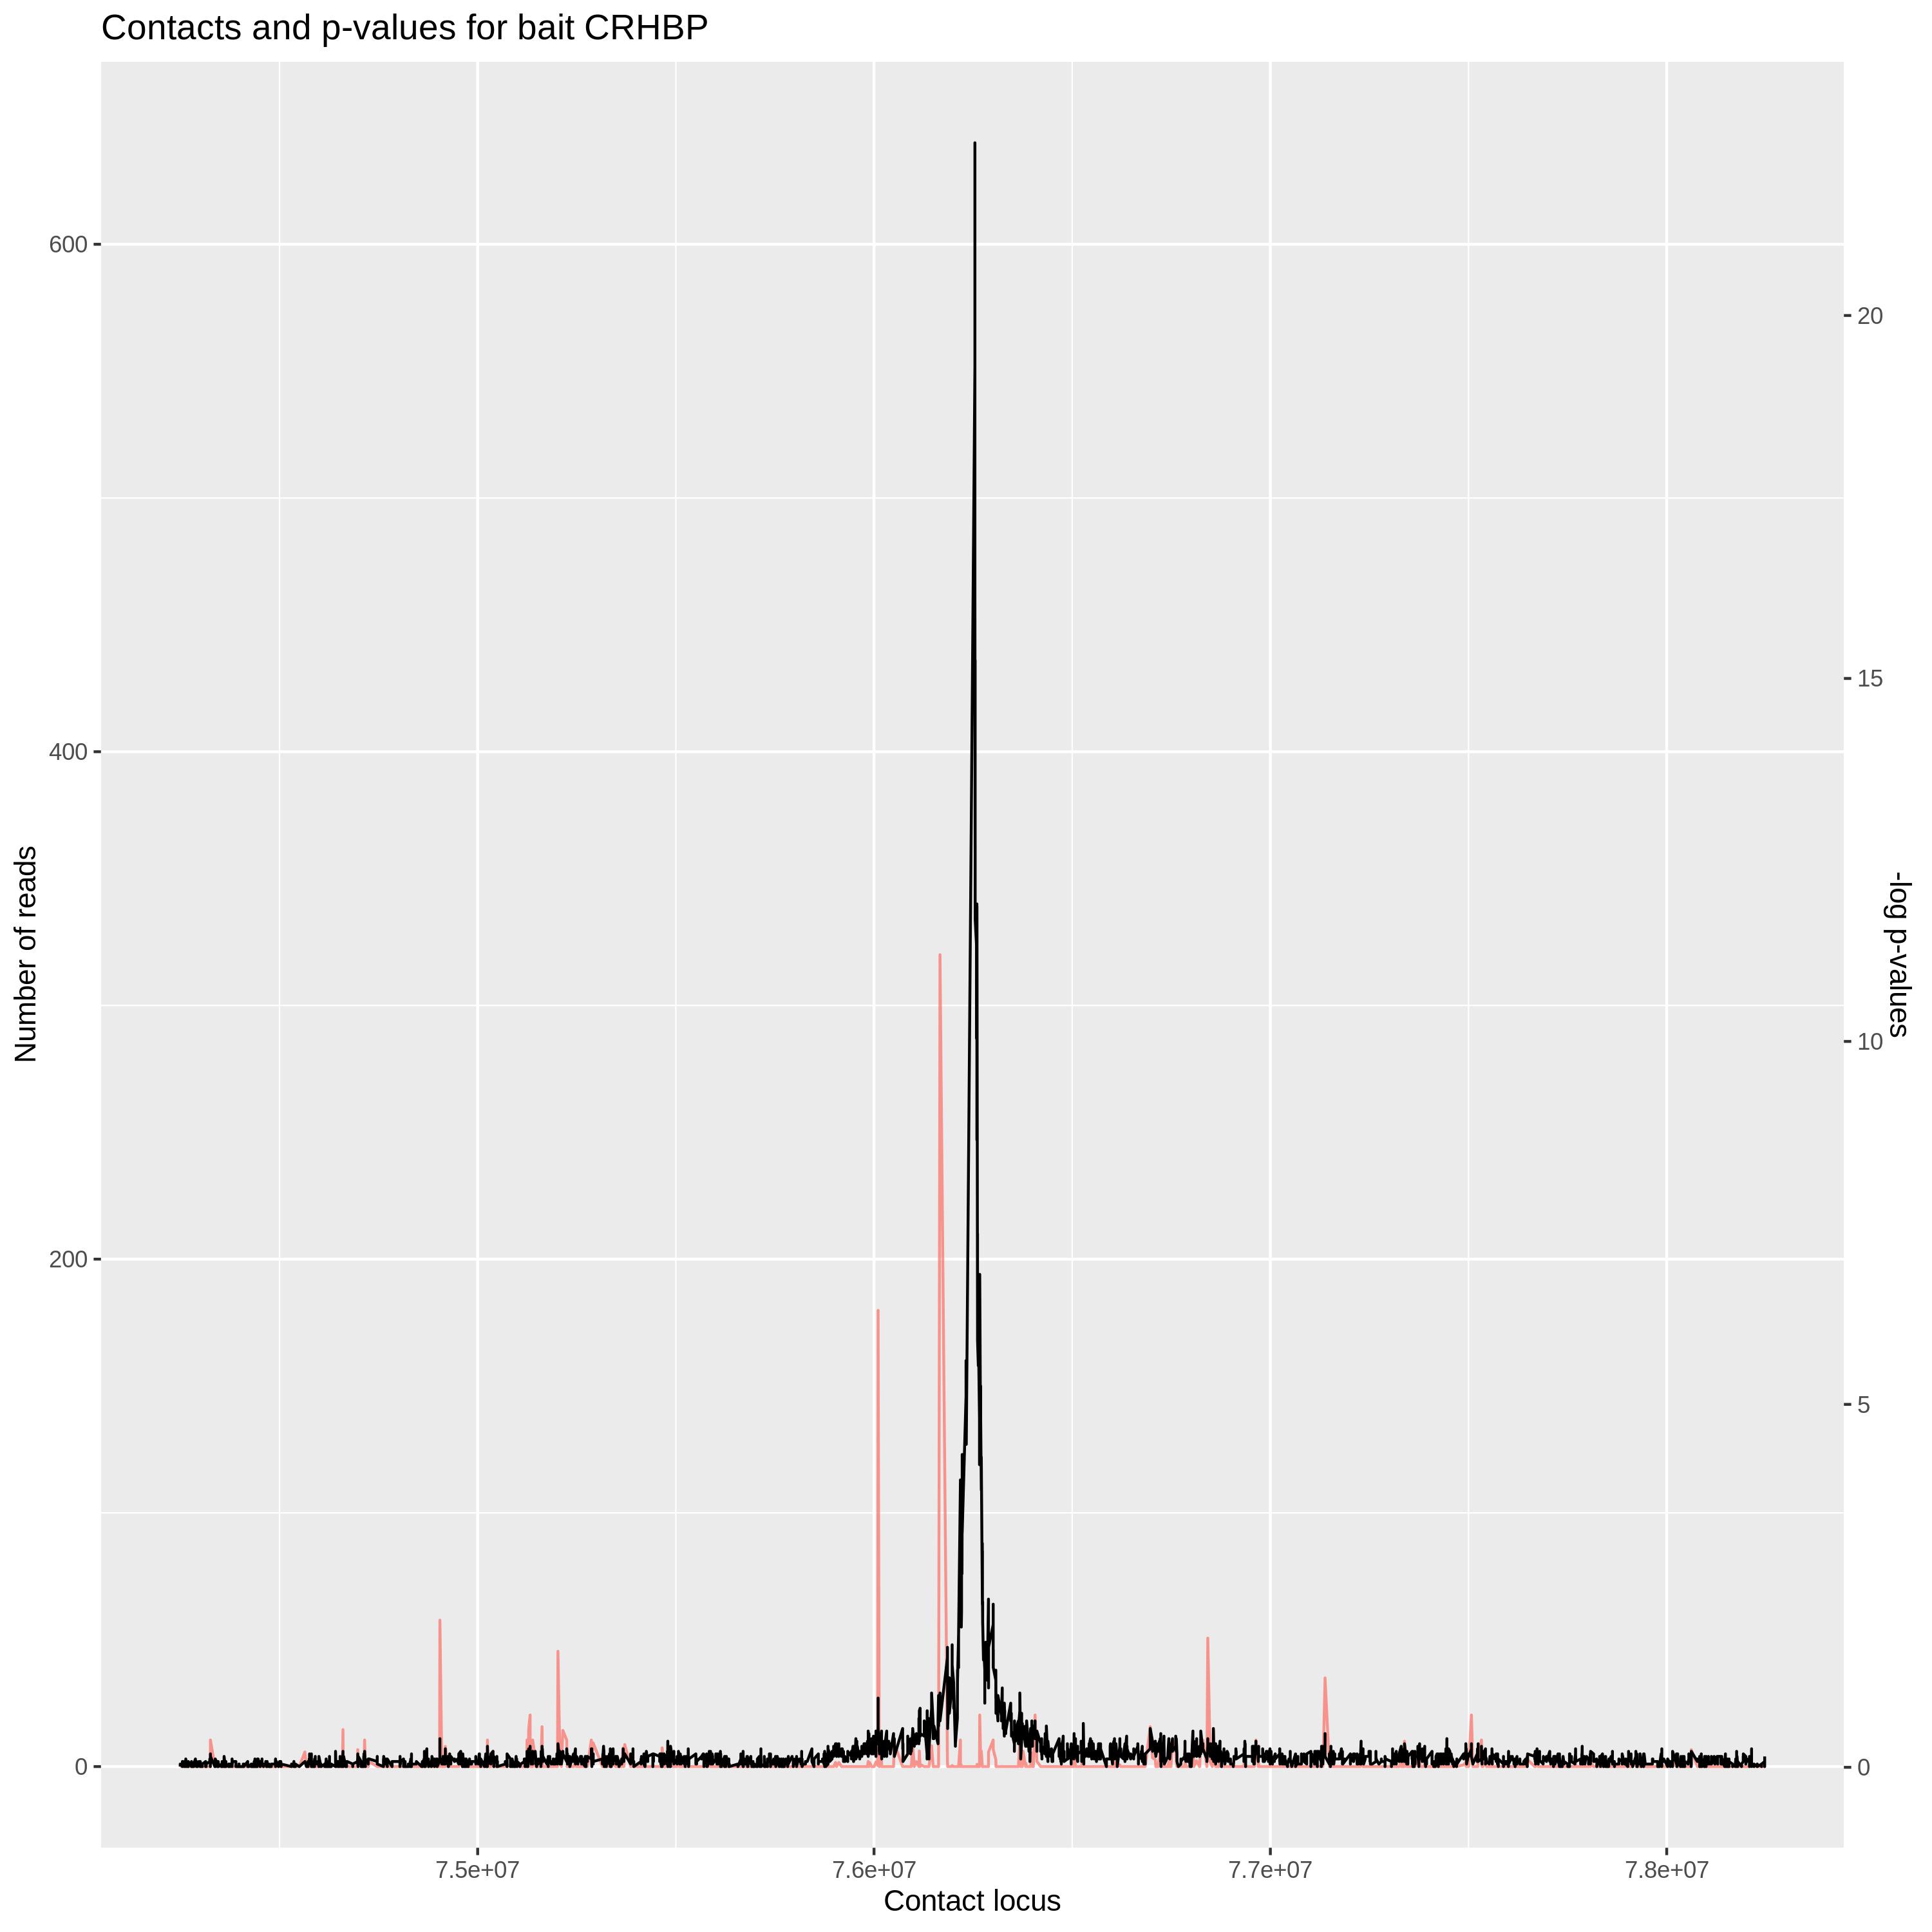 Contacts and p-values for bait CRHBP
600
400
200
0
Number of reads
20
15
10
5
0
-log p-values
7.5e+07
7.6e+07
7.7e+07
7.8e+07
Contact locus